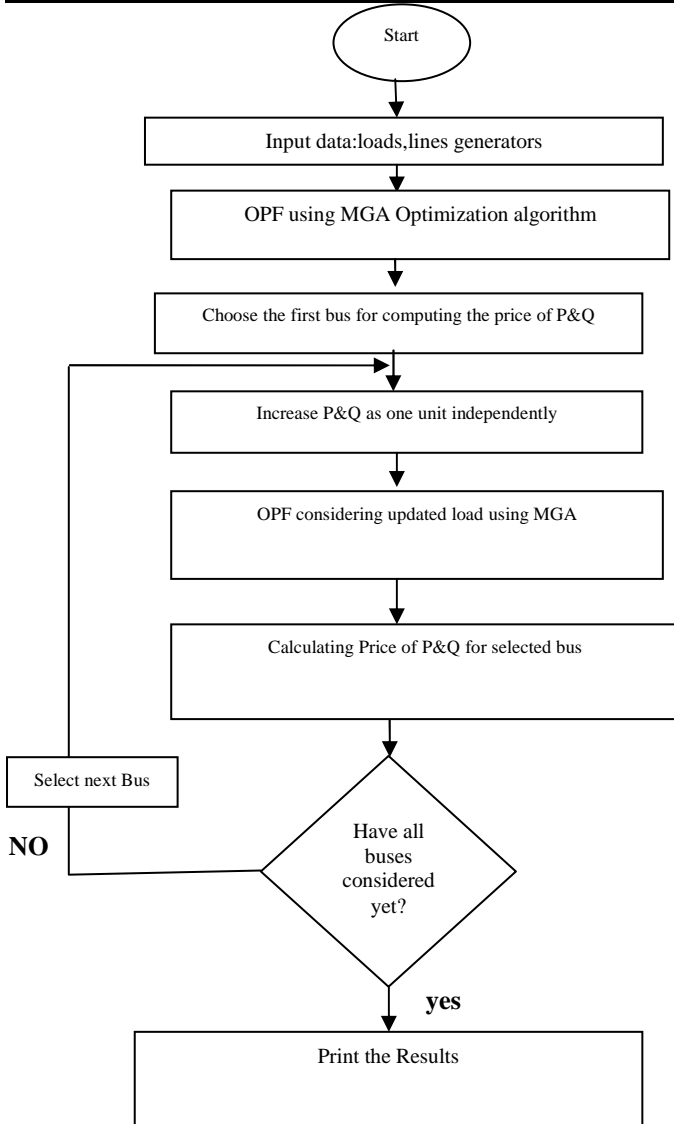 Start
Input data:loads,lines generators
OPF using MGA Optimization algorithm
Choose the first bus for computing the price of P&Q
Increase P&Q as one unit independently
OPF considering updated load using MGA
Calculating Price of P&Q for selected bus
Select next Bus
NO
Have all
buses
considered
yet?
yes
Print the Results